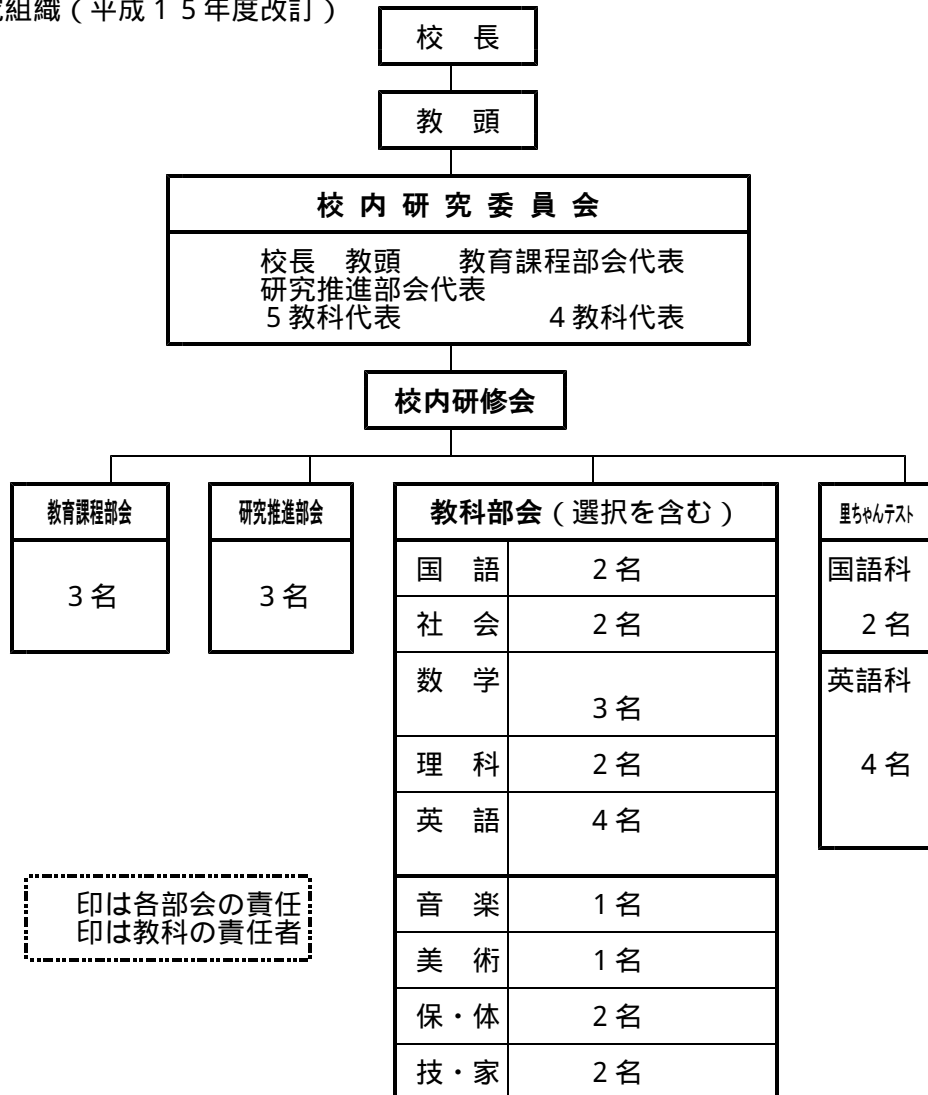 組織（平成１５年度改訂）
校　長
教　頭
校 内 研 究 委 員 会
校長　教頭　　教育課程部会代表
研究推進部会代表
５教科代表　　　　　４教科代表
校内研修会
教育課程部会
３名
研究推進部会
３名
教科部会（選択を含む）
国　語　２名
社　会　２名
数　学　３名
理　科　２名
英　語　４名
音　楽　１名
美　術　１名
保・体　２名
技・家　２名
里ちゃんテスト
国語科
２名
英語科
４名
印は各部会の責任
印は教科の責任者